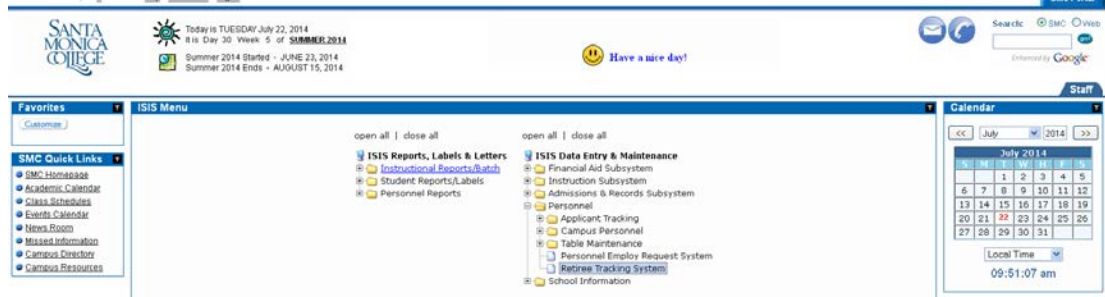 SMC Portal
SANTA
MONICA
COLLEGE
Today is TUESDAY July 22, 2014
It is Day 30 Week 5 of SUMMER 2014
Summer 2014 Started - JUNE 23, 2014
Summer 2014 Ends - AUGUST 15, 2014
Have a nice day!
Search: SMC Web
Enhanced by Google
Staff
Favorites
Customize
SMC Quick Links
SMC Homepage
Academic Calendar
Class Schedules
Events Calendar
News Room
Missed Information
Campus Directory
Campus Resources
ISIS Menu
open all | close all
ISIS Reports, Labels & Letters
Instructional Reports/Batch
Student Reports/Labels
Personnel Reports
open all | close all
ISIS Data Entry & Maintenance
Financial Aid Subsystem
Instruction Subsystem
Admissions & Records Subsystem
Personnel
Applicant Tracking
Campus Personnel
Table Maintenance
Personnel Employ Request System
Retiree Tracking System
School Information
Calendar
<< July 2014 >>
July 2014
S M T W T F S
1 2 3 4 5
6 7 8 9 10 11 12
13 14 15 16 17 18 19
20 21 22 23 24 25 26
27 28 29 30 31
Local Time
09:51:07 am